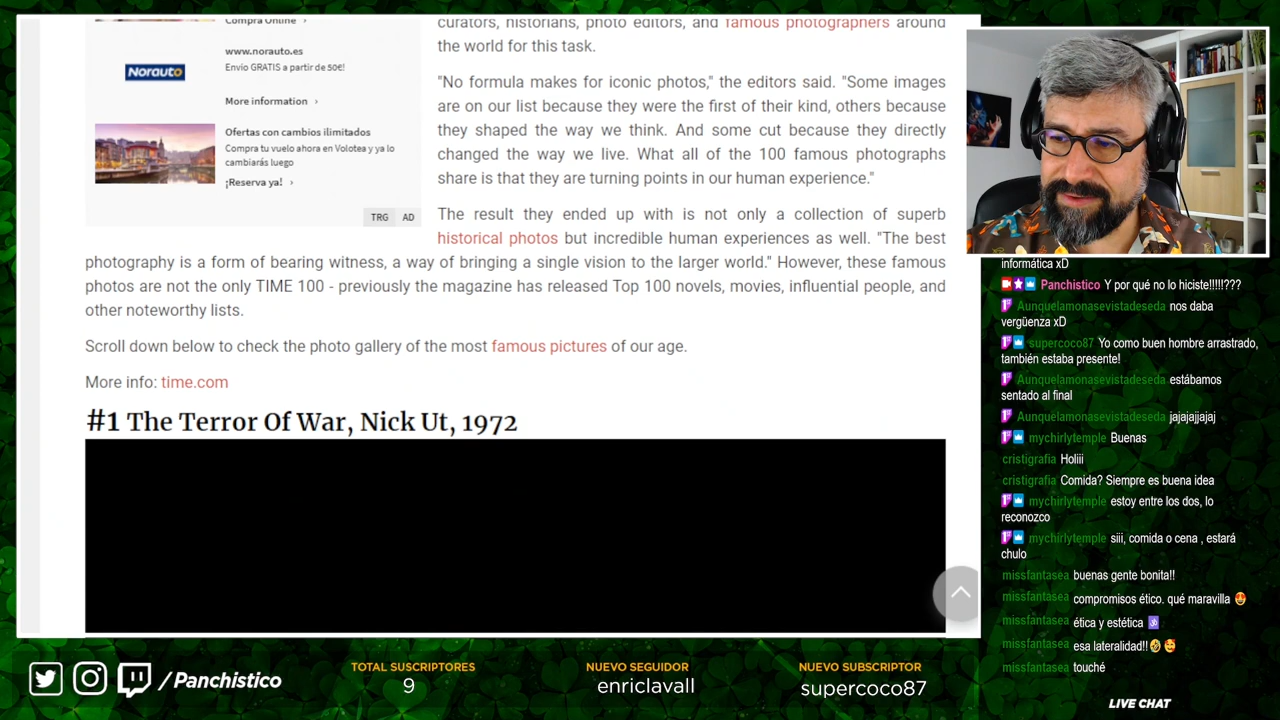 Compra Online ›
www.norauto.es
Envío GRATIS a partir de 50€!
Norauto
More information ›
Ofertas con cambios ilimitados
Compra tu vuelo ahora en Volotea y ya lo
cambiarás luego
¡Reserva ya! ›
TRG AD
curators, historians, photo editors, and famous photographers around
the world for this task.
"No formula makes for iconic photos," the editors said. "Some images
are on our list because they were the first of their kind, others because
they shaped the way we think. And some cut because they directly
changed the way we live. What all of the 100 famous photographs
share is that they are turning points in our human experience."
The result they ended up with is not only a collection of superb
historical photos but incredible human experiences as well. "The best
photography is a form of bearing witness, a way of bringing a single vision to the larger world." However, these famous
photos are not the only TIME 100 - previously the magazine has released Top 100 novels, movies, influential people, and
other noteworthy lists.
Scroll down below to check the photo gallery of the most famous pictures of our age.
More info: time.com
#1 The Terror Of War, Nick Ut, 1972
informática xD
Panchistico Y por qué no lo hiciste!!!!!???
Aunquelamonasevistadeseda nos daba
vergüenza xD
supercoco87 Yo como buen hombre arrastrado,
también estaba presente!
Aunquelamonasevistadeseda estábamos
sentado al final
Aunquelamonasevistadeseda jajajajjajaj
mychirlytemple Buenas
cristigrafia Holiii
cristigrafia Comida? Siempre es buena idea
mychirlytemple estoy entre los dos, lo
reconozco
mychirlytemple siii, comida o cena , estará
chulo
missfantasea buenas gente bonita!!
missfantasea compromisos ético. qué maravilla 😍
missfantasea ética y estética 🕉
missfantasea esa lateralidad!!🤣🥰
missfantasea touché
LIVE CHAT
/Panchistico
TOTAL SUSCRIPTORES
9
NUEVO SEGUIDOR
enriclavall
NUEVO SUBSCRIPTOR
supercoco87